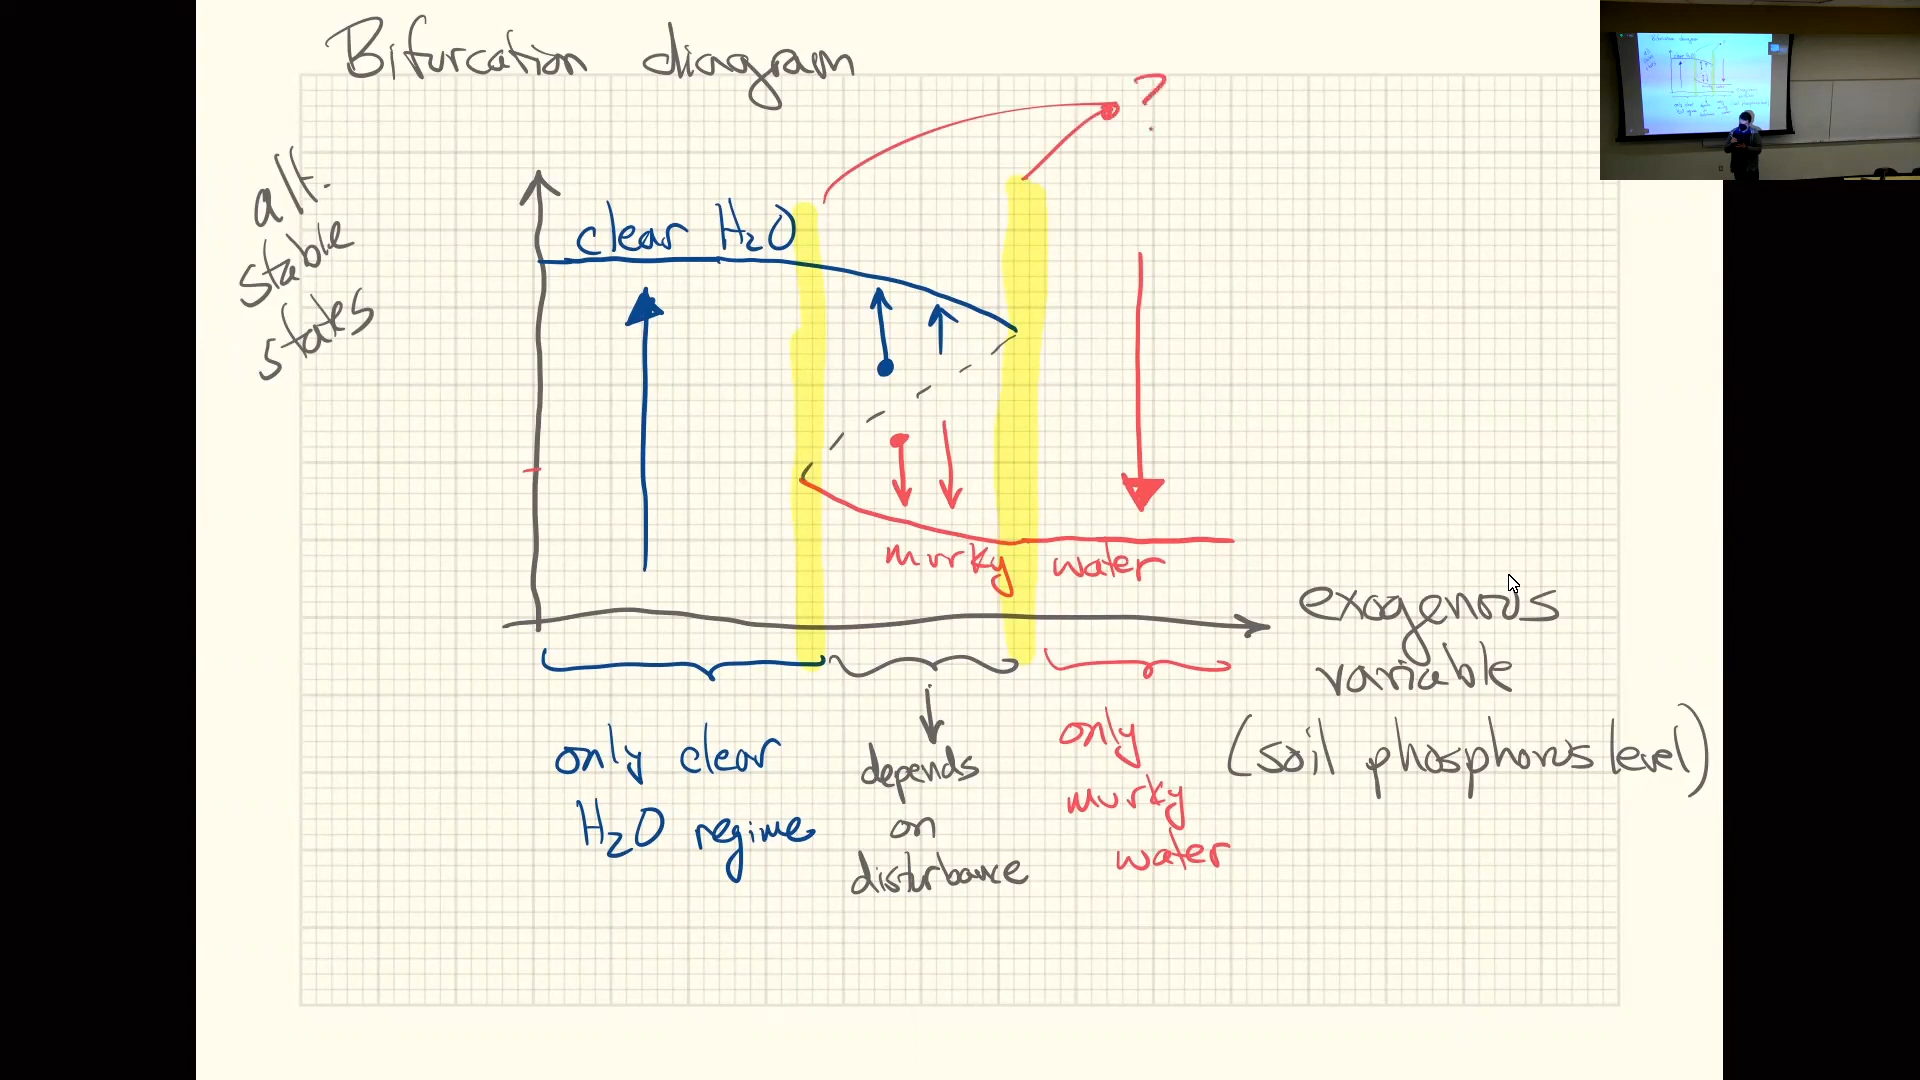 Bifurcation diagram
?
alt.
stable
states
clear H2O
murky water
exogenous
variable
(soil phosphorus level)
only clear
H2O regime
depends
on
disturbance
only
murky
water